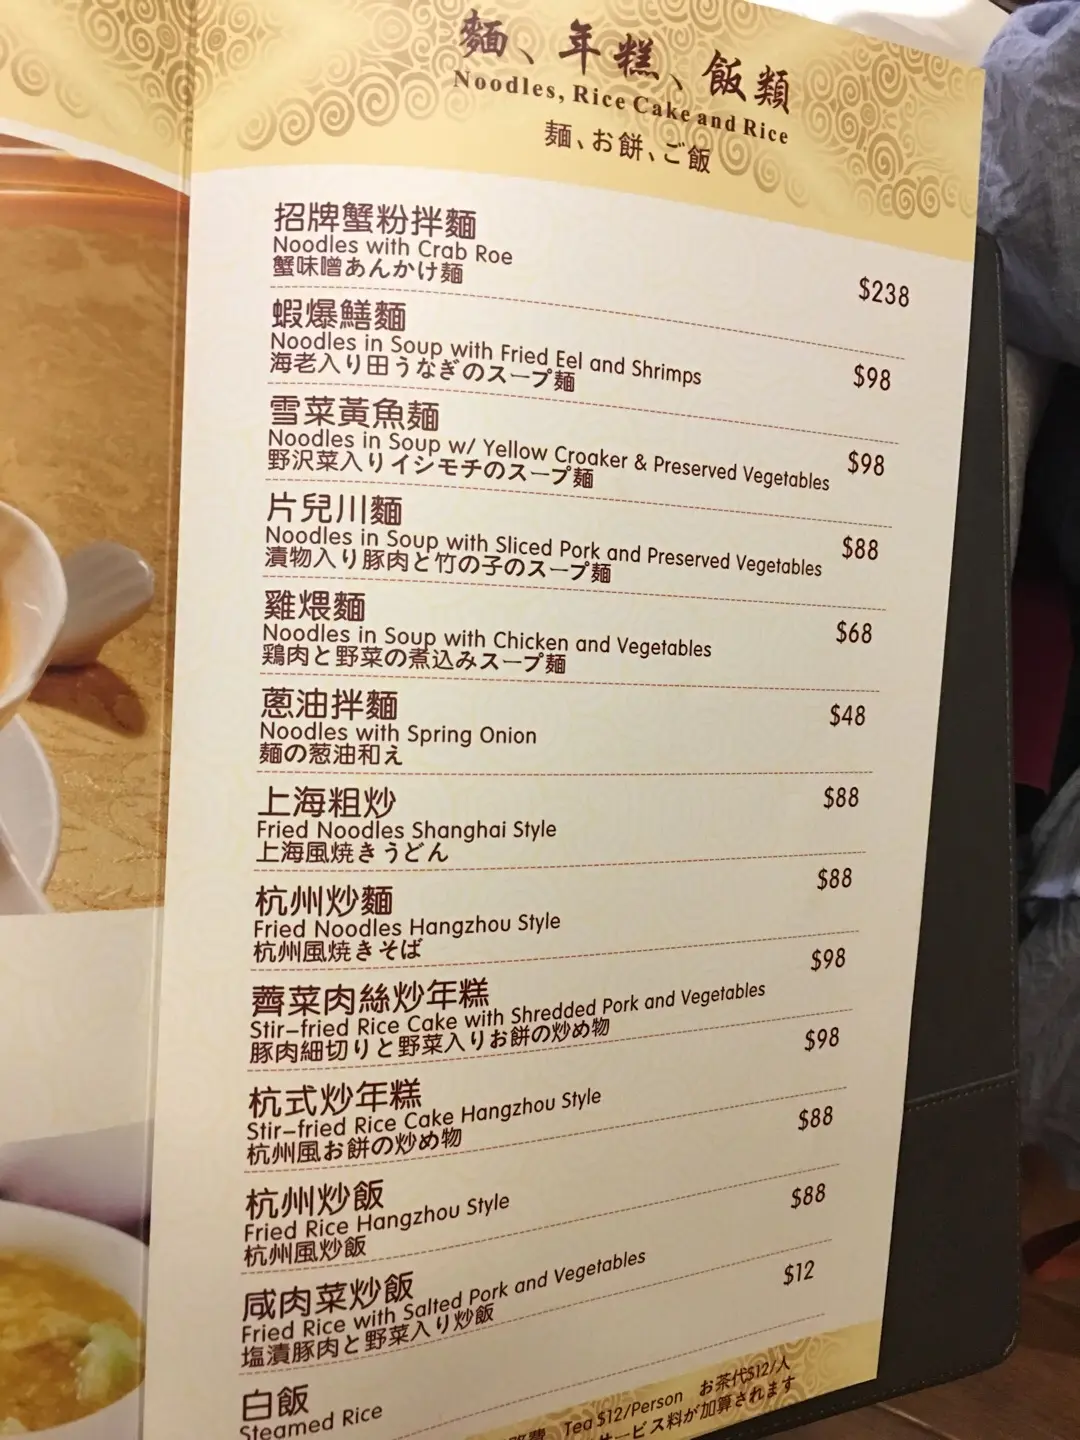 麵、年糕、飯類
Noodles, Rice Cake and Rice
麺、お餅、ご飯
招牌蟹粉拌麵
Noodles with Crab Roe
蟹味噌あんかけ麺
$238
蝦爆鱔麵
Noodles in Soup with Fried Eel and Shrimps
海老入り田うなぎのスープ麺
$98
雪菜黃魚麵
Noodles in Soup w/ Yellow Croaker & Preserved Vegetables
野沢菜入りイシモチのスープ麺
$98
片兒川麵
Noodles in Soup with Sliced Pork and Preserved Vegetables
漬物入り豚肉と竹の子のスープ麺
$88
雞煨麵
Noodles in Soup with Chicken and Vegetables
鶏肉と野菜の煮込みスープ麺
$68
蔥油拌麵
Noodles with Spring Onion
麺の葱油和え
$48
上海粗炒
Fried Noodles Shanghai Style
上海風焼きうどん
$88
杭州炒麵
Fried Noodles Hangzhou Style
杭州風焼きそば
$88
薺菜肉絲炒年糕
Stir-fried Rice Cake with Shredded Pork and Vegetables
豚肉細切りと野菜入りお餅の炒め物
$98
杭式炒年糕
Stir-fried Rice Cake Hangzhou Style
杭州風お餅の炒め物
$98
杭州炒飯
Fried Rice Hangzhou Style
杭州風炒飯
$88
咸肉菜炒飯
Fried Rice with Salted Pork and Vegetables
塩漬豚肉と野菜入り炒飯
$88
白飯
Steamed Rice
$12
Tea $12/Person お茶代$12/人
サービス料が加算されます